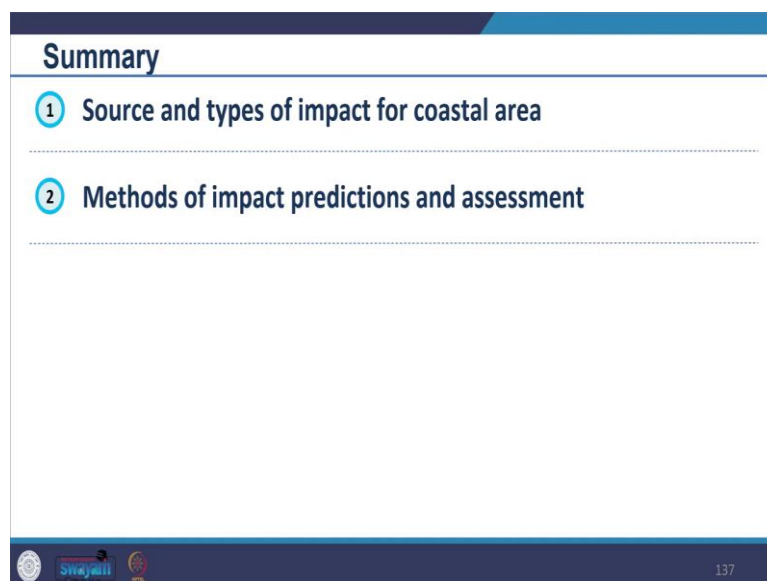 Summary
1 Source and types of impact for coastal area
2 Methods of impact predictions and assessment
swayam
137